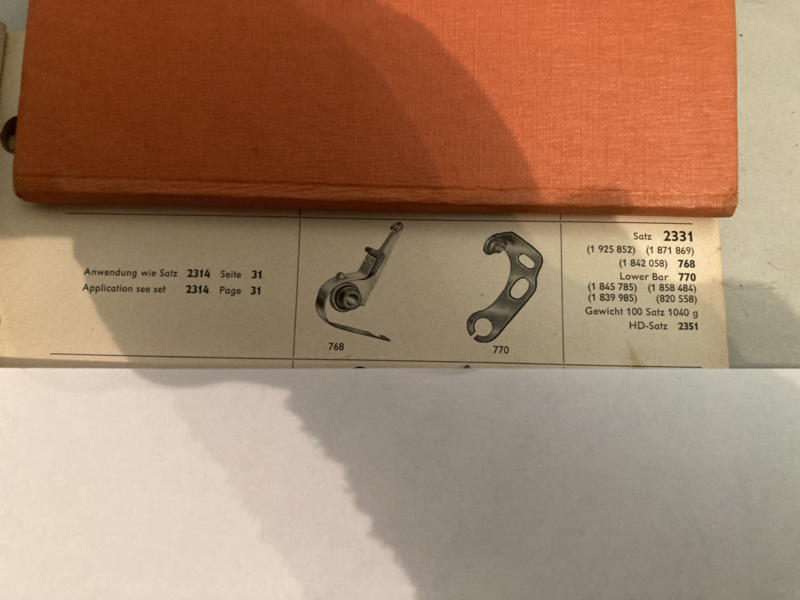 Anwendung wie Satz 2314 Seite 31
Application see set 2314 Page 31
768
770
Satz 2331
(1 925 852) (1 871 869)
(1 842 058) 768
Lower Bar 770
(1 845 785) (1 858 484)
(1 839 985) (820 558)
Gewicht 100 Satz 1040 g
HD-Satz 2351